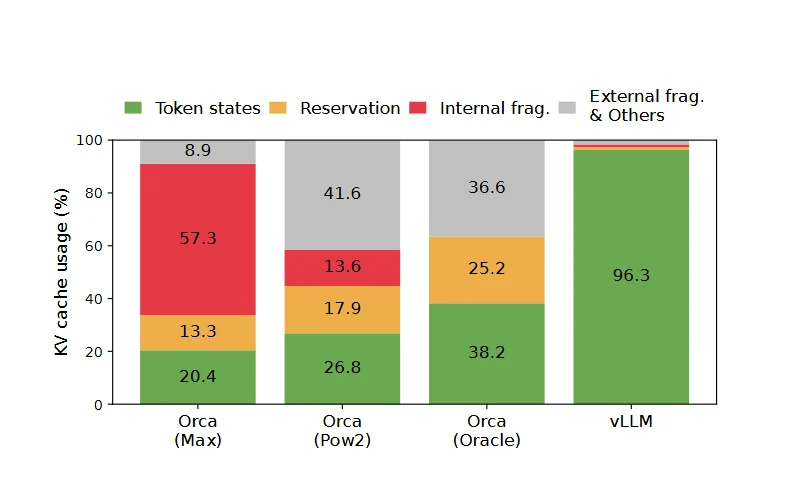 Token states
Reservation
Internal frag.
External frag.
& Others
KV cache usage (%)
100
80
60
40
20
0
8.9
57.3
13.3
20.4
41.6
13.6
17.9
26.8
36.6
25.2
38.2
96.3
Orca
(Max)
Orca
(Pow2)
Orca
(Oracle)
vLLM